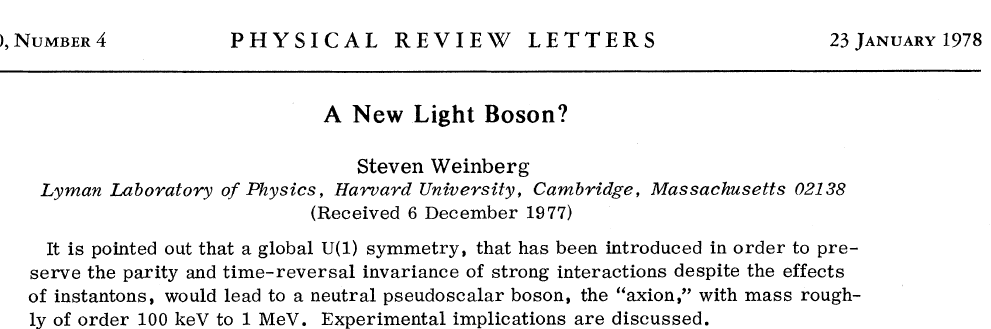 ), NUMBER 4 PHYSICAL REVIEW LETTERS 23 JANUARY 1978
A New Light Boson?
Steven Weinberg
Lyman Laboratory of Physics, Harvard University, Cambridge, Massachusetts 02138
(Received 6 December 1977)
It is pointed out that a global U(1) symmetry, that has been introduced in order to pre-
serve the parity and time-reversal invariance of strong interactions despite the effects
of instantons, would lead to a neutral pseudoscalar boson, the “axion,” with mass rough-
ly of order 100 keV to 1 MeV. Experimental implications are discussed.